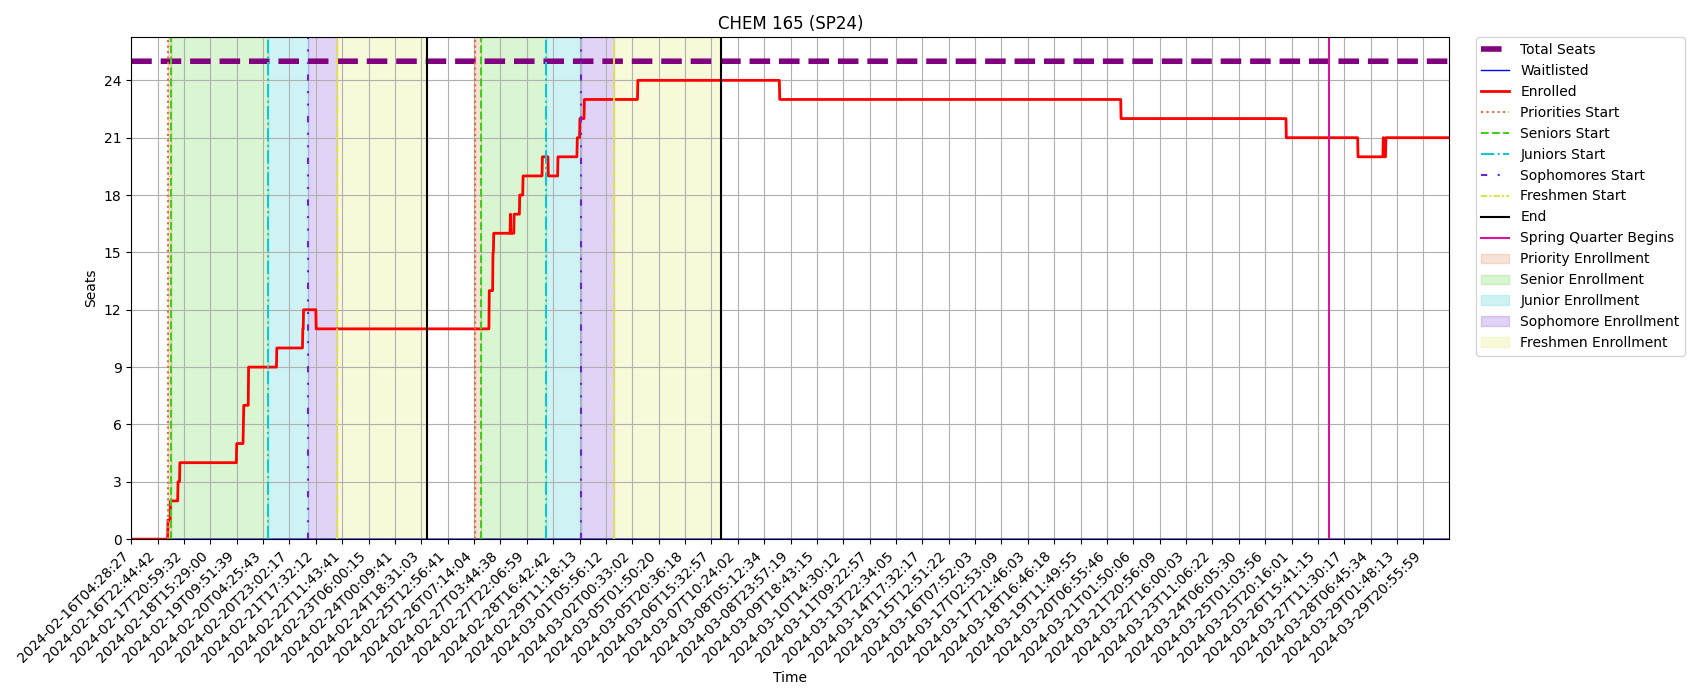 CHEM 165 (SP24)
Seats
24
21
18
15
12
9
6
3
0
2024-02-16T04:28:27
2024-02-16T22:44:42
2024-02-17T20:59:32
2024-02-18T15:29:00
2024-02-19T09:51:39
2024-02-20T04:25:43
2024-02-20T23:02:17
2024-02-21T17:32:12
2024-02-22T11:43:41
2024-02-23T06:00:15
2024-02-24T00:09:41
2024-02-24T18:31:03
2024-02-25T12:56:41
2024-02-26T07:14:04
2024-02-27T03:44:38
2024-02-27T22:06:59
2024-02-28T16:42:42
2024-02-29T11:18:13
2024-03-01T05:56:12
2024-03-02T00:33:02
2024-03-05T01:50:20
2024-03-05T20:36:18
2024-03-06T15:32:57
2024-03-07T10:24:02
2024-03-08T05:12:34
2024-03-08T23:57:19
2024-03-09T18:43:15
2024-03-10T14:30:12
2024-03-11T09:22:57
2024-03-13T22:34:05
2024-03-14T17:32:17
2024-03-15T12:51:22
2024-03-16T07:52:03
2024-03-17T02:53:09
2024-03-17T21:46:03
2024-03-18T16:46:18
2024-03-19T11:49:55
2024-03-20T06:55:46
2024-03-21T01:50:06
2024-03-21T20:56:09
2024-03-22T16:00:03
2024-03-23T11:06:22
2024-03-24T06:05:30
2024-03-25T01:03:56
2024-03-25T20:16:01
2024-03-26T15:41:15
2024-03-27T11:30:17
2024-03-28T06:45:34
2024-03-29T01:48:13
2024-03-29T20:55:59
Time
Total Seats
Waitlisted
Enrolled
Priorities Start
Seniors Start
Juniors Start
Sophomores Start
Freshmen Start
End
Spring Quarter Begins
Priority Enrollment
Senior Enrollment
Junior Enrollment
Sophomore Enrollment
Freshmen Enrollment